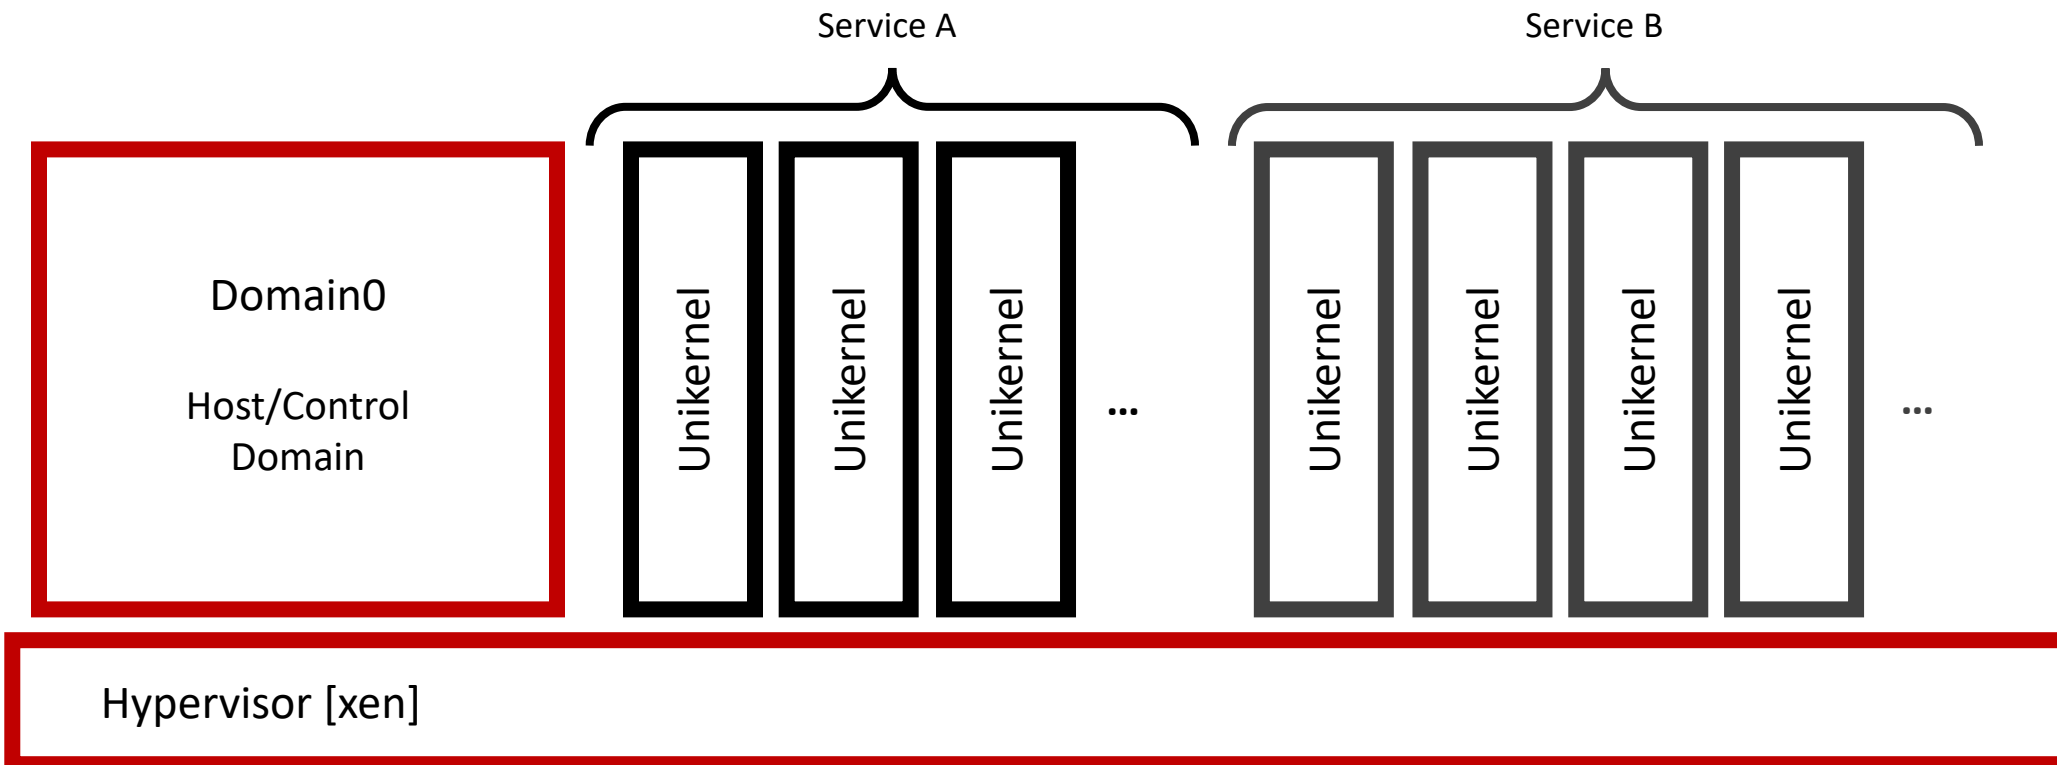 Service A
Service B
Domain0
Host/Control
Domain
Unikernel
Unikernel
Unikernel
...
Unikernel
Unikernel
Unikernel
Unikernel
...
Hypervisor [xen]